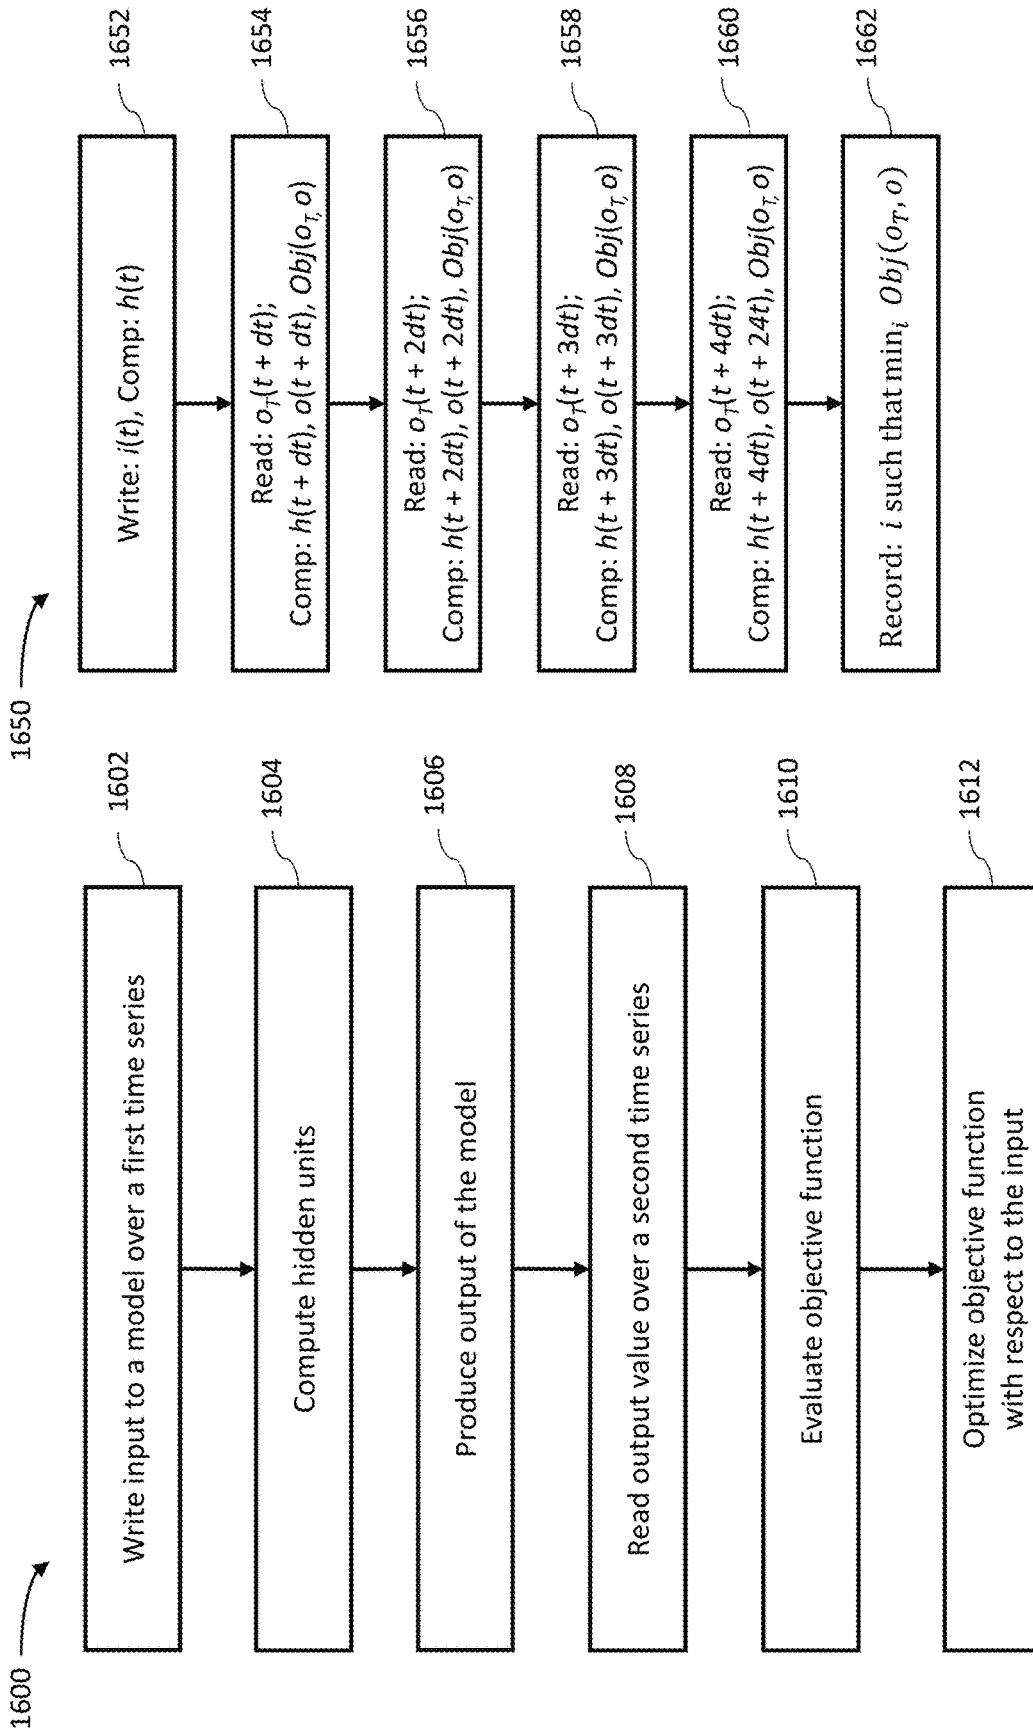 1600
Write input to a model over a first time series
1602
Compute hidden units
1604
Produce output of the model
1606
Read output value over a second time series
1608
Evaluate objective function
1610
Optimize objective function
with respect to the input
1612
1650
Write: i(t), Comp: h(t)
1652
Read: o_T(t + dt);
Comp: h(t + dt), o(t + dt), Obj(o_T, o)
1654
Read: o_T(t + 2dt);
Comp: h(t + 2dt), o(t + 2dt), Obj(o_T, o)
1656
Read: o_T(t + 3dt);
Comp: h(t + 3dt), o(t + 3dt), Obj(o_T, o)
1658
Read: o_T(t + 4dt);
Comp: h(t + 4dt), o(t + 24t), Obj(o_T, o)
1660
Record: i such that min_i Obj(o_T, o)
1662